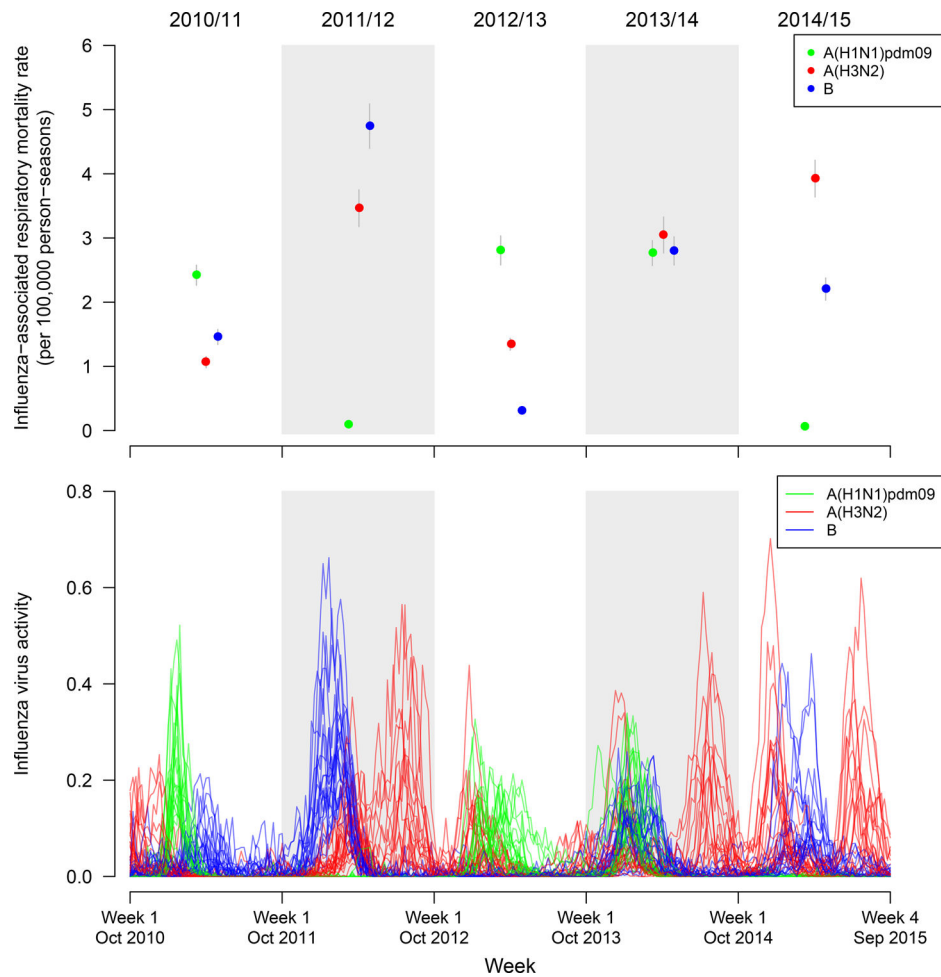 2010/11 2011/12 2012/13 2013/14 2014/15
Influenza−associated respiratory mortality rate
(per 100,000 person−seasons)
6
5
4
3
2
1
0
A(H1N1)pdm09
A(H3N2)
B
Influenza virus activity
0.8
0.6
0.4
0.2
0.0
A(H1N1)pdm09
A(H3N2)
B
Week 1 Week 1 Week 1 Week 1 Week 1 Week 4
Oct 2010 Oct 2011 Oct 2012 Oct 2013 Oct 2014 Sep 2015
Week